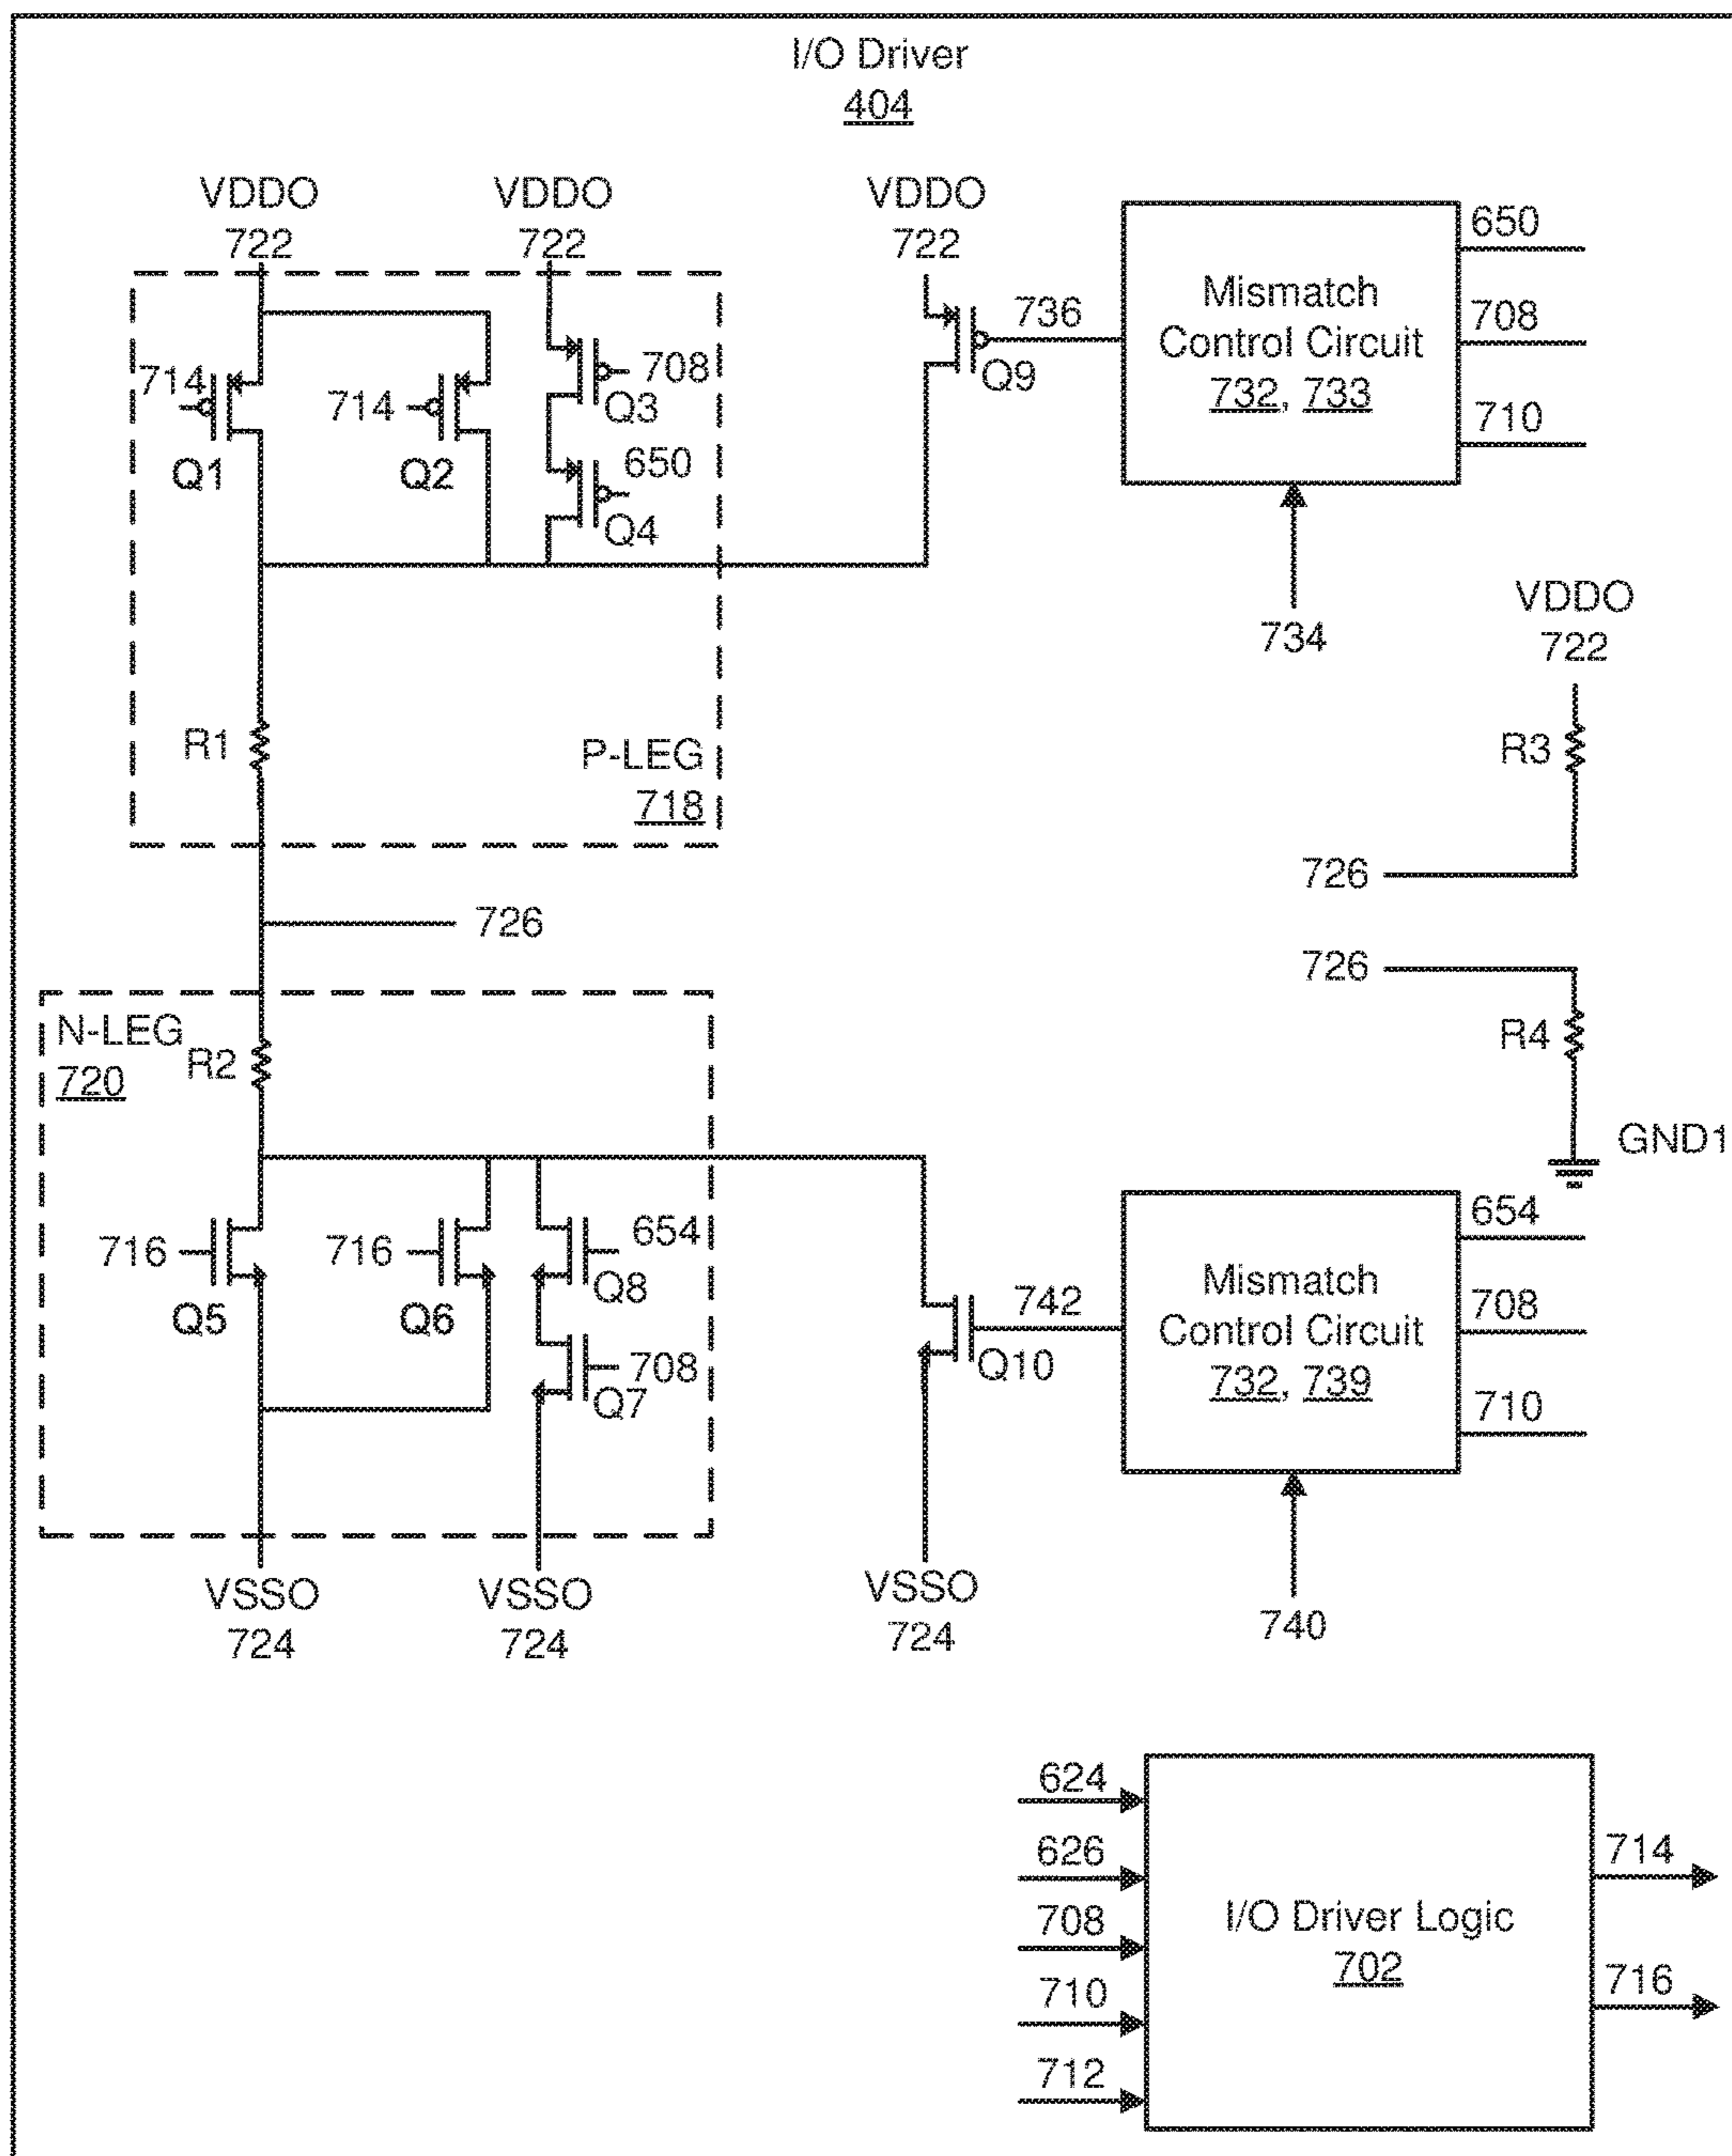 I/O Driver
404
VDDO
722
VDDO
722
VDDO
722
714
Q1
714
Q2
708
Q3
650
Q4
736
Q9
Mismatch
Control Circuit
732, 733
650
708
710
734
R1
P-LEG
718
VDDO
722
R3
726
726
726
R4
GND1
N-LEG
720
R2
716
Q5
716
Q6
654
Q8
708
Q7
742
Q10
Mismatch
Control Circuit
732, 739
654
708
710
740
VSSO
724
VSSO
724
VSSO
724
624
626
708
710
712
I/O Driver Logic
702
714
716